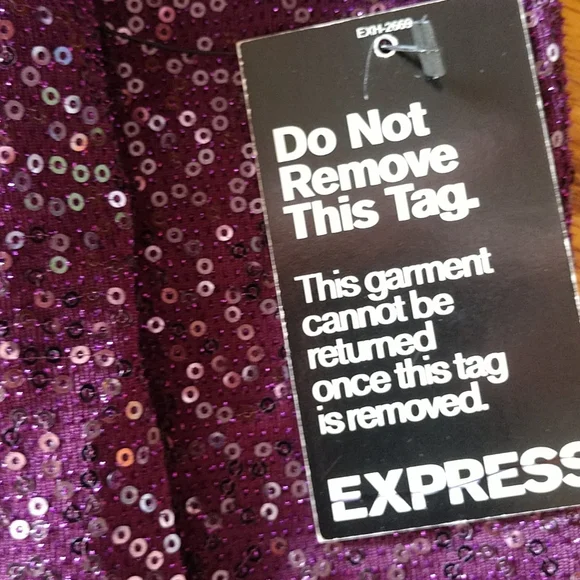 EXH-2669
Do Not
Remove
This Tag.
This garment
cannot be
returned
once this tag
is removed.
EXPRESS